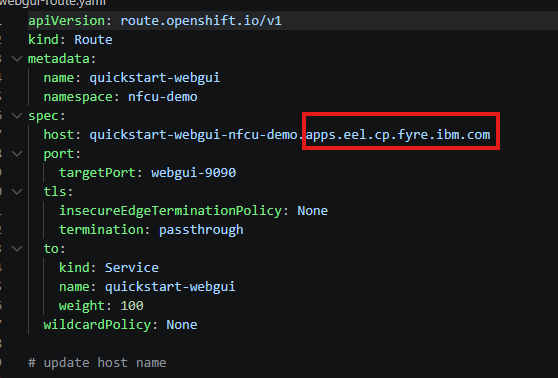 webgui-route.yaml
apiVersion: route.openshift.io/v1
kind: Route
metadata:
  name: quickstart-webgui
  namespace: nfcu-demo
spec:
  host: quickstart-webgui-nfcu-demo.apps.eel.cp.fyre.ibm.com
  port:
    targetPort: webgui-9090
  tls:
    insecureEdgeTerminationPolicy: None
    termination: passthrough
  to:
    kind: Service
    name: quickstart-webgui
    weight: 100
  wildcardPolicy: None
# update host name